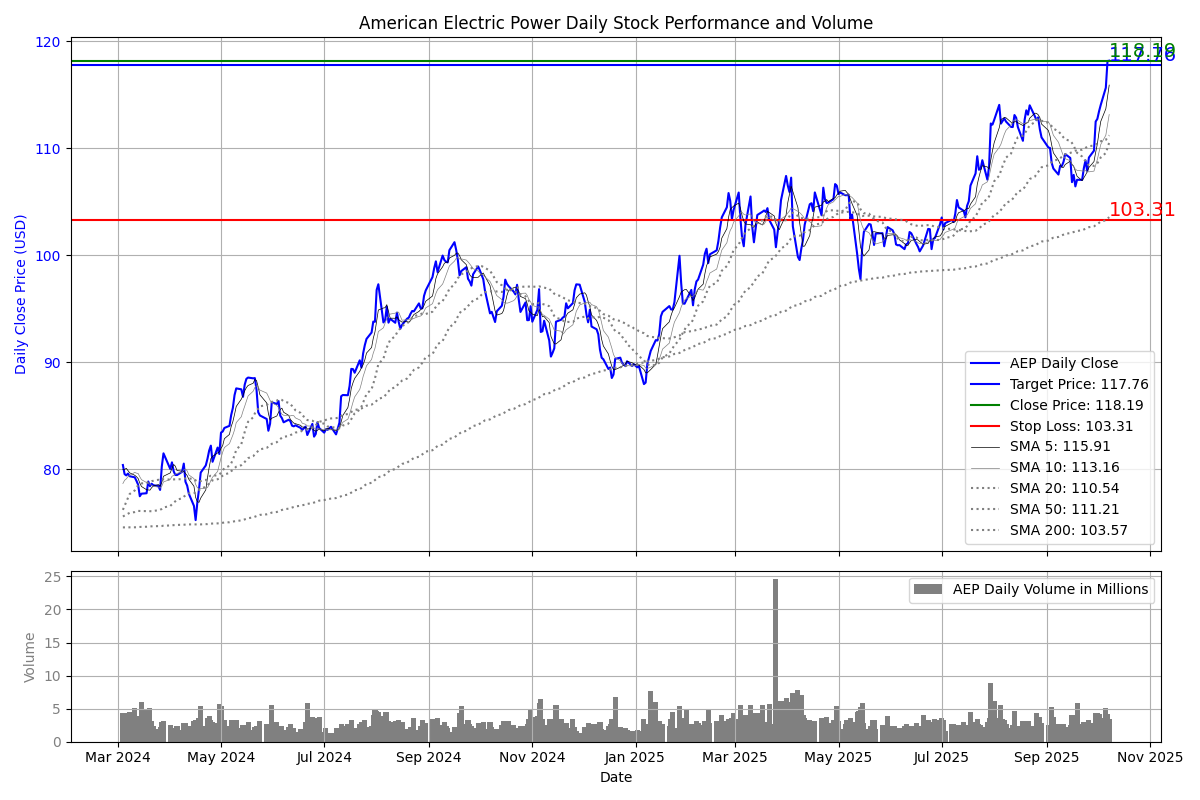 American Electric Power Daily Stock Performance and Volume
120
110
100
90
80
Daily Close Price (USD)
118.19
117.76
103.31
AEP Daily Close
Target Price: 117.76
Close Price: 118.19
Stop Loss: 103.31
SMA 5: 115.91
SMA 10: 113.16
SMA 20: 110.54
SMA 50: 111.21
SMA 200: 103.57
25
20
15
10
5
0
Volume
AEP Daily Volume in Millions
Mar 2024 May 2024 Jul 2024 Sep 2024 Nov 2024 Jan 2025 Mar 2025 May 2025 Jul 2025 Sep 2025 Nov 2025
Date